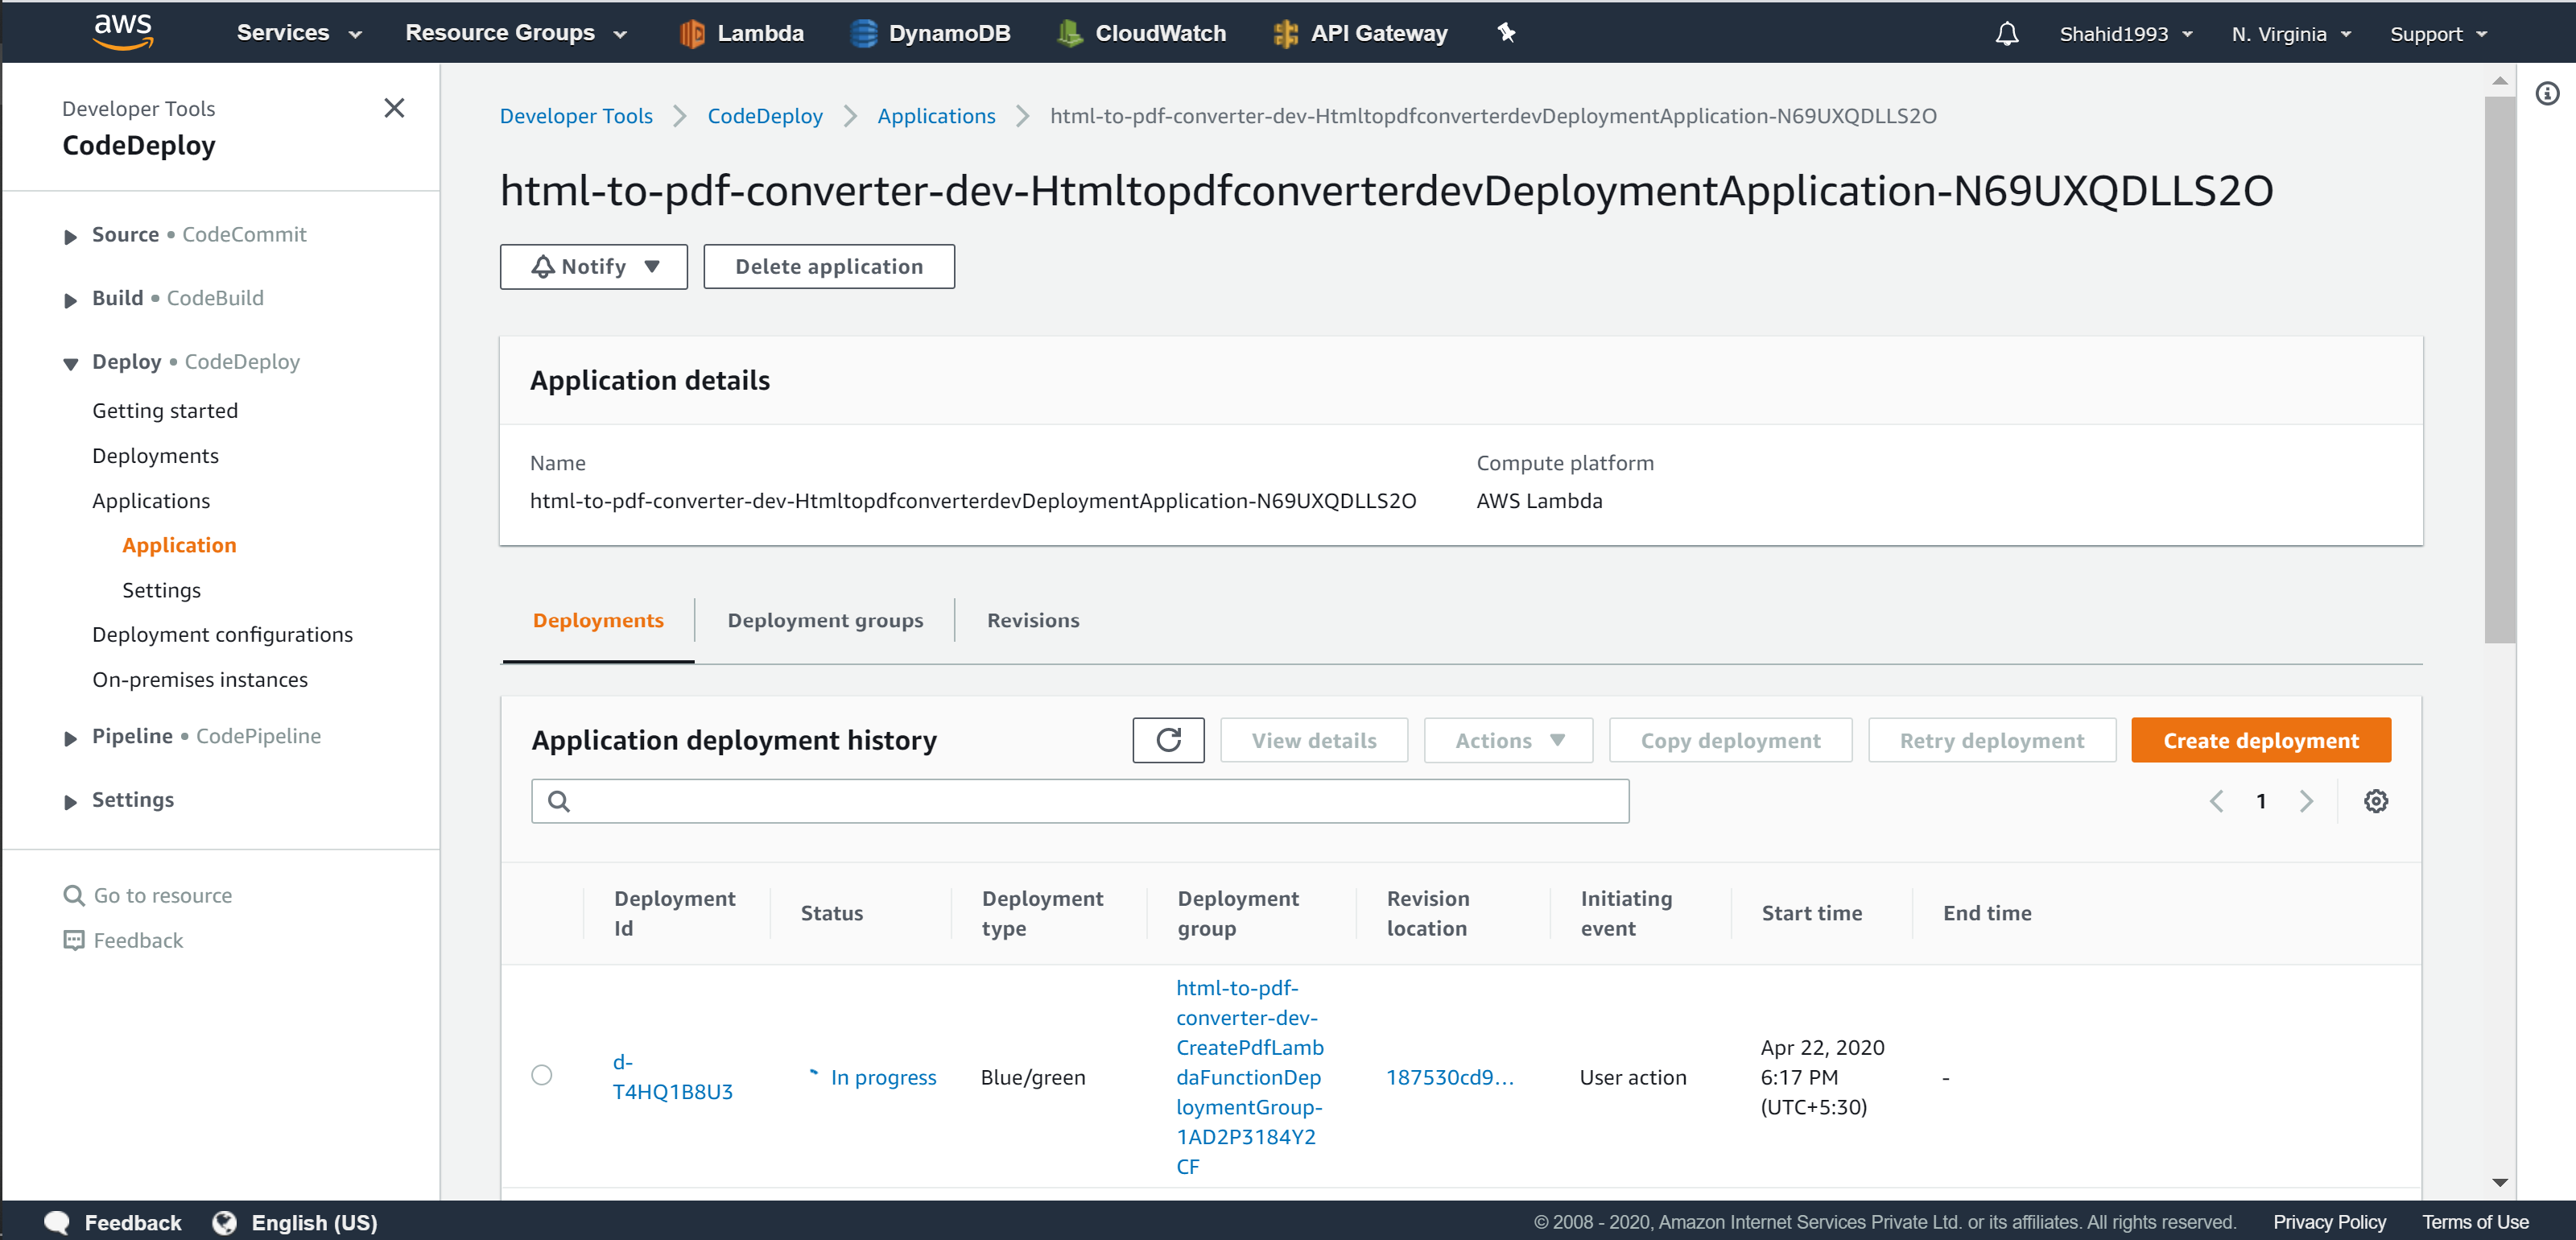 aws Services Resource Groups Lambda DynamoDB CloudWatch API Gateway Shahid1993 N. Virginia Support
Developer Tools
CodeDeploy
Source • CodeCommit
Build • CodeBuild
Deploy • CodeDeploy
Getting started
Deployments
Applications
Application
Settings
Deployment configurations
On-premises instances
Pipeline • CodePipeline
Settings
Go to resource
Feedback
Developer Tools CodeDeploy Applications html-to-pdf-converter-dev-HtmltopdfconverterdevDeploymentApplication-N69UXQDLLS2O
html-to-pdf-converter-dev-HtmltopdfconverterdevDeploymentApplication-N69UXQDLLS2O
Notify Delete application
Application details
Name
html-to-pdf-converter-dev-HtmltopdfconverterdevDeploymentApplication-N69UXQDLLS2O
Compute platform
AWS Lambda
Deployments Deployment groups Revisions
Application deployment history View details Actions Copy deployment Retry deployment Create deployment
1
Deployment
Id
Status
Deployment
type
Deployment
group
Revision
location
Initiating
event
Start time
End time
d-
T4HQ1B8U3
In progress
Blue/green
html-to-pdf-
converter-dev-
CreatePdfLamb
daFunctionDep
loymentGroup-
1AD2P3184Y2
CF
187530cd9...
User action
Apr 22, 2020
6:17 PM
(UTC+5:30)
-
Feedback English (US) © 2008 - 2020, Amazon Internet Services Private Ltd. or its affiliates. All rights reserved. Privacy Policy Terms of Use